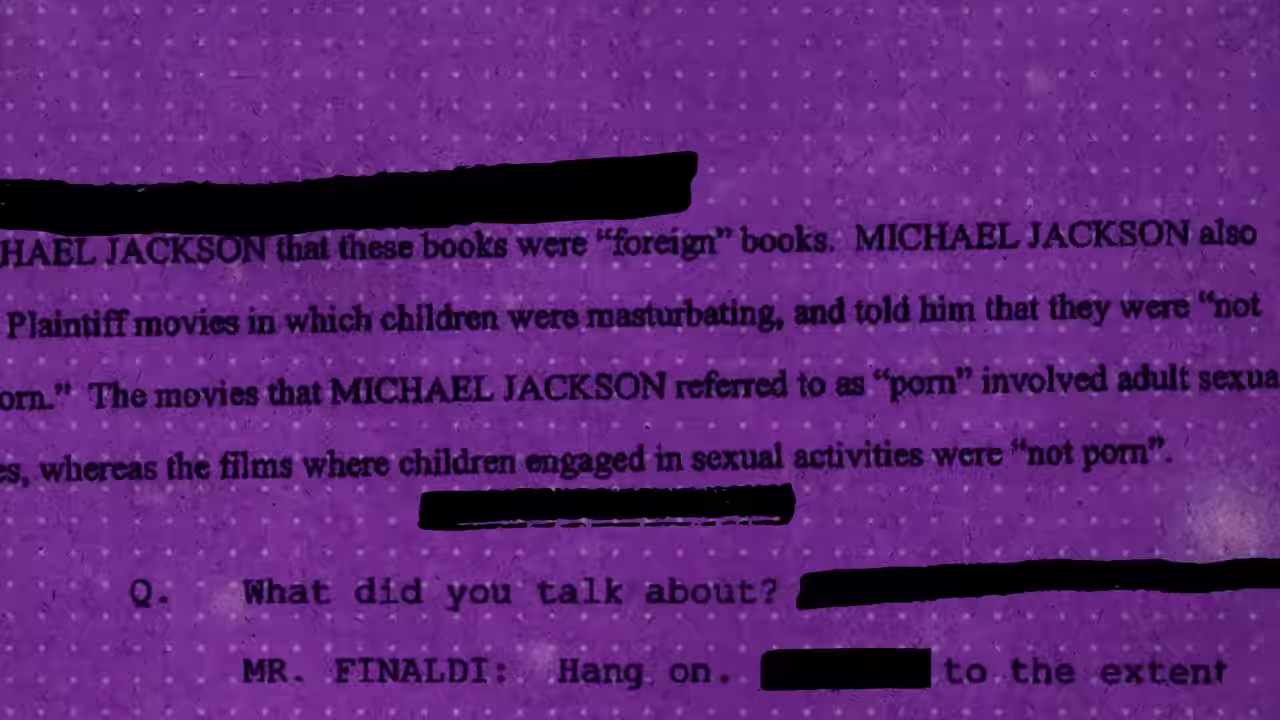 HAEL JACKSON that these books were “foreign” books. MICHAEL JACKSON also
Plaintiff movies in which children were masturbating, and told him that they were “not
orn.” The movies that MICHAEL JACKSON referred to as “porn” involved adult sexua
es, whereas the films where children engaged in sexual activities were “not porn”.
Q. What did you talk about?
MR. FINALDI: Hang on. to the extent